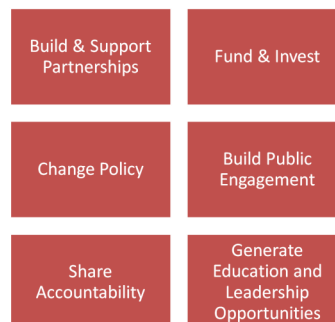 Build & Support
Partnerships
Fund & Invest
Change Policy
Build Public
Engagement
Share
Accountability
Generate
Education and
Leadership
Opportunities